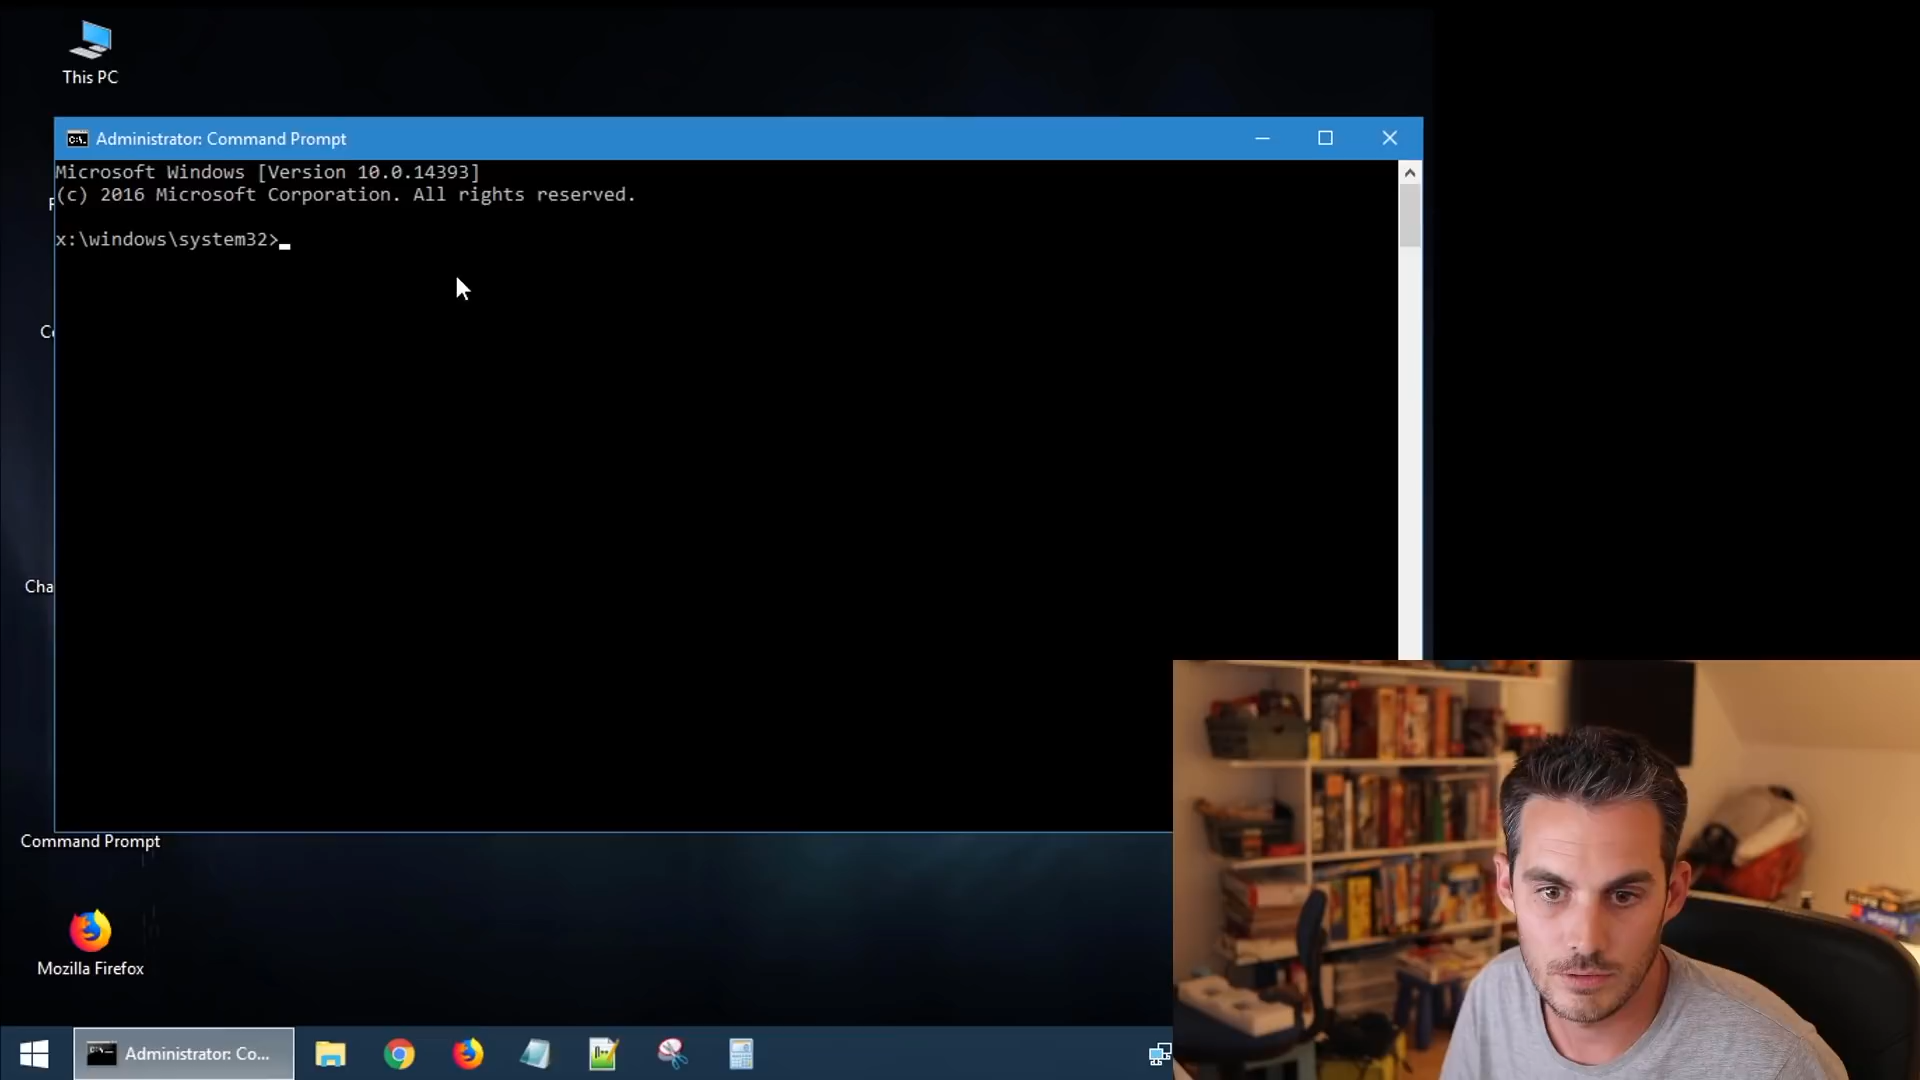 This PC
Administrator: Command Prompt
Microsoft Windows [Version 10.0.14393]
(c) 2016 Microsoft Corporation. All rights reserved.
x:\windows\system32>
Cha
Command Prompt
Mozilla Firefox
Administrator: Co...